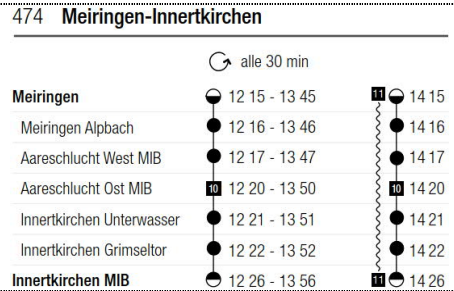 474 Meiringen-Innertkirchen
alle 30 min
Meiringen 12 15 - 13 45 11 14 15
Meiringen Alpbach 12 16 - 13 46 14 16
Aareschlucht West MIB 12 17 - 13 47 14 17
Aareschlucht Ost MIB 10 12 20 - 13 50 10 14 20
Innertkirchen Unterwasser 12 21 - 13 51 14 21
Innertkirchen Grimseltor 12 22 - 13 52 14 22
Innertkirchen MIB 12 26 - 13 56 11 14 26